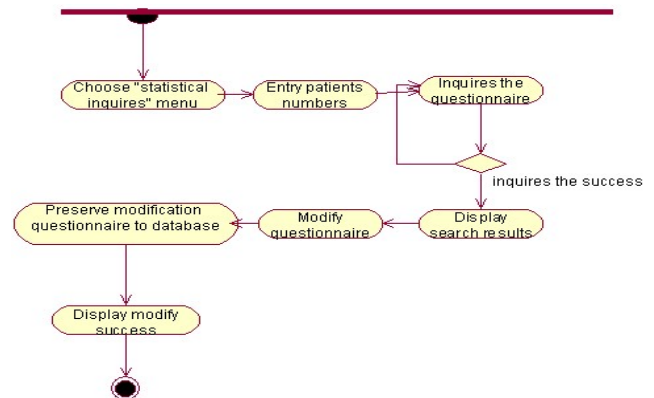 Choose "statistical
inquires" menu
Entry patients
numbers
Inquires the
questionnaire
inquires the success
Display
search results
Modify
questionnaire
Preserve modification
questionnaire to database
Display modify
success